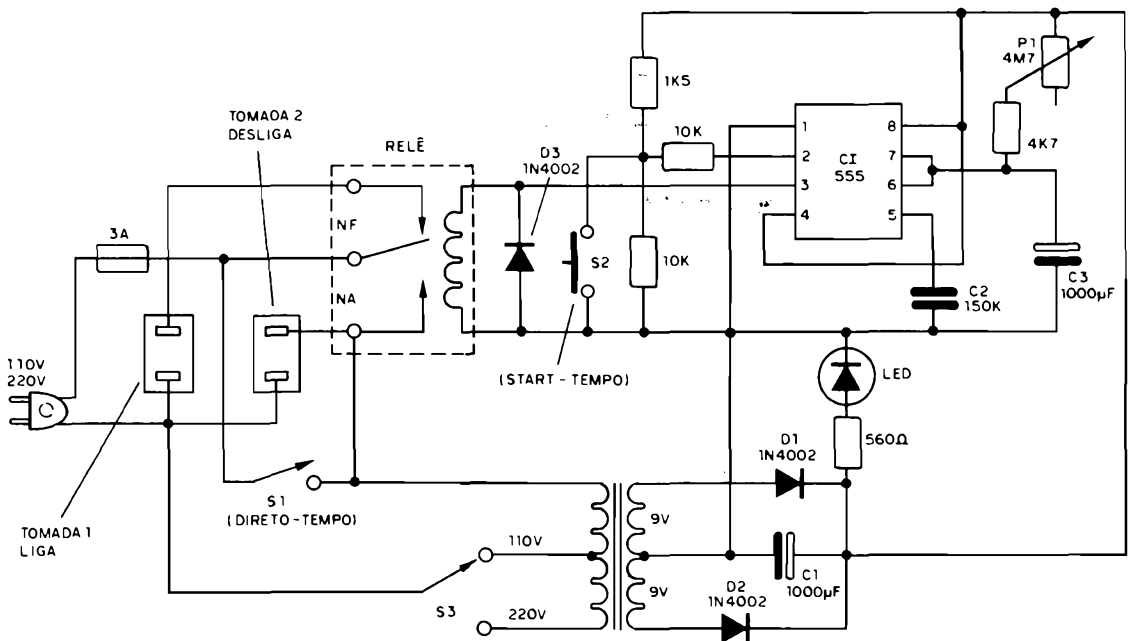 P1
4M7
1K5
TOMADA 2
DESLIGA
RELÊ
D3
1N4002
10K
1
2
3
4
CI
555
8
7
6
5
4K7
3A
NF
NA
S2
10K
C2
150K
C3
1000µF
110V
220V
(START-TEMPO)
LED
D1
1N4002
560Ω
S1
(DIRETO-TEMPO)
TOMADA 1
LIGA
9V
110V
C1
1000µF
S3
220V
9V
D2
1N4002